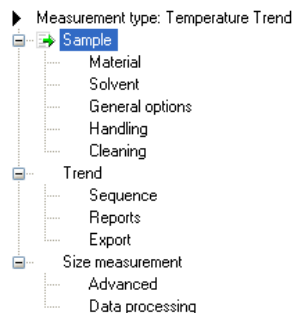 Measurement type: Temperature Trend
Sample
Material
Solvent
General options
Handling
Cleaning
Trend
Sequence
Reports
Export
Size measurement
Advanced
Data processing